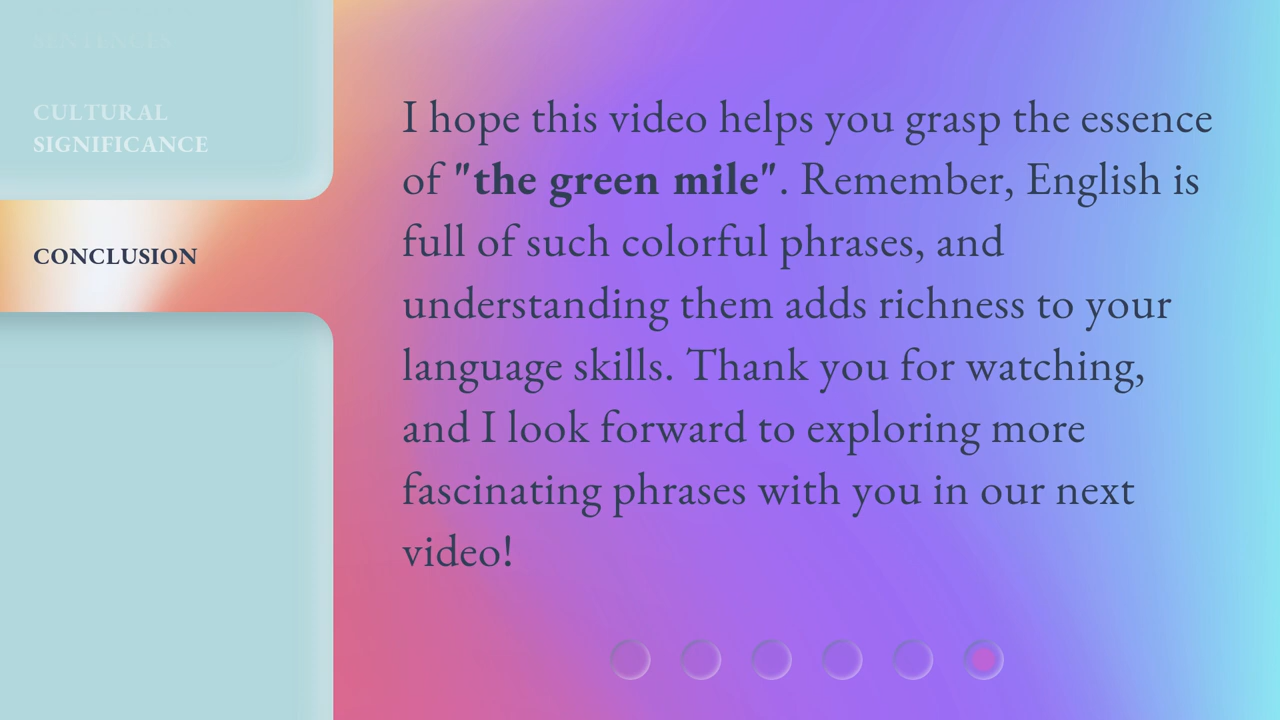 SENTENCES
CULTURAL
SIGNIFICANCE
CONCLUSION
I hope this video helps you grasp the essence
of "the green mile". Remember, English is
full of such colorful phrases, and
understanding them adds richness to your
language skills. Thank you for watching,
and I look forward to exploring more
fascinating phrases with you in our next
video!